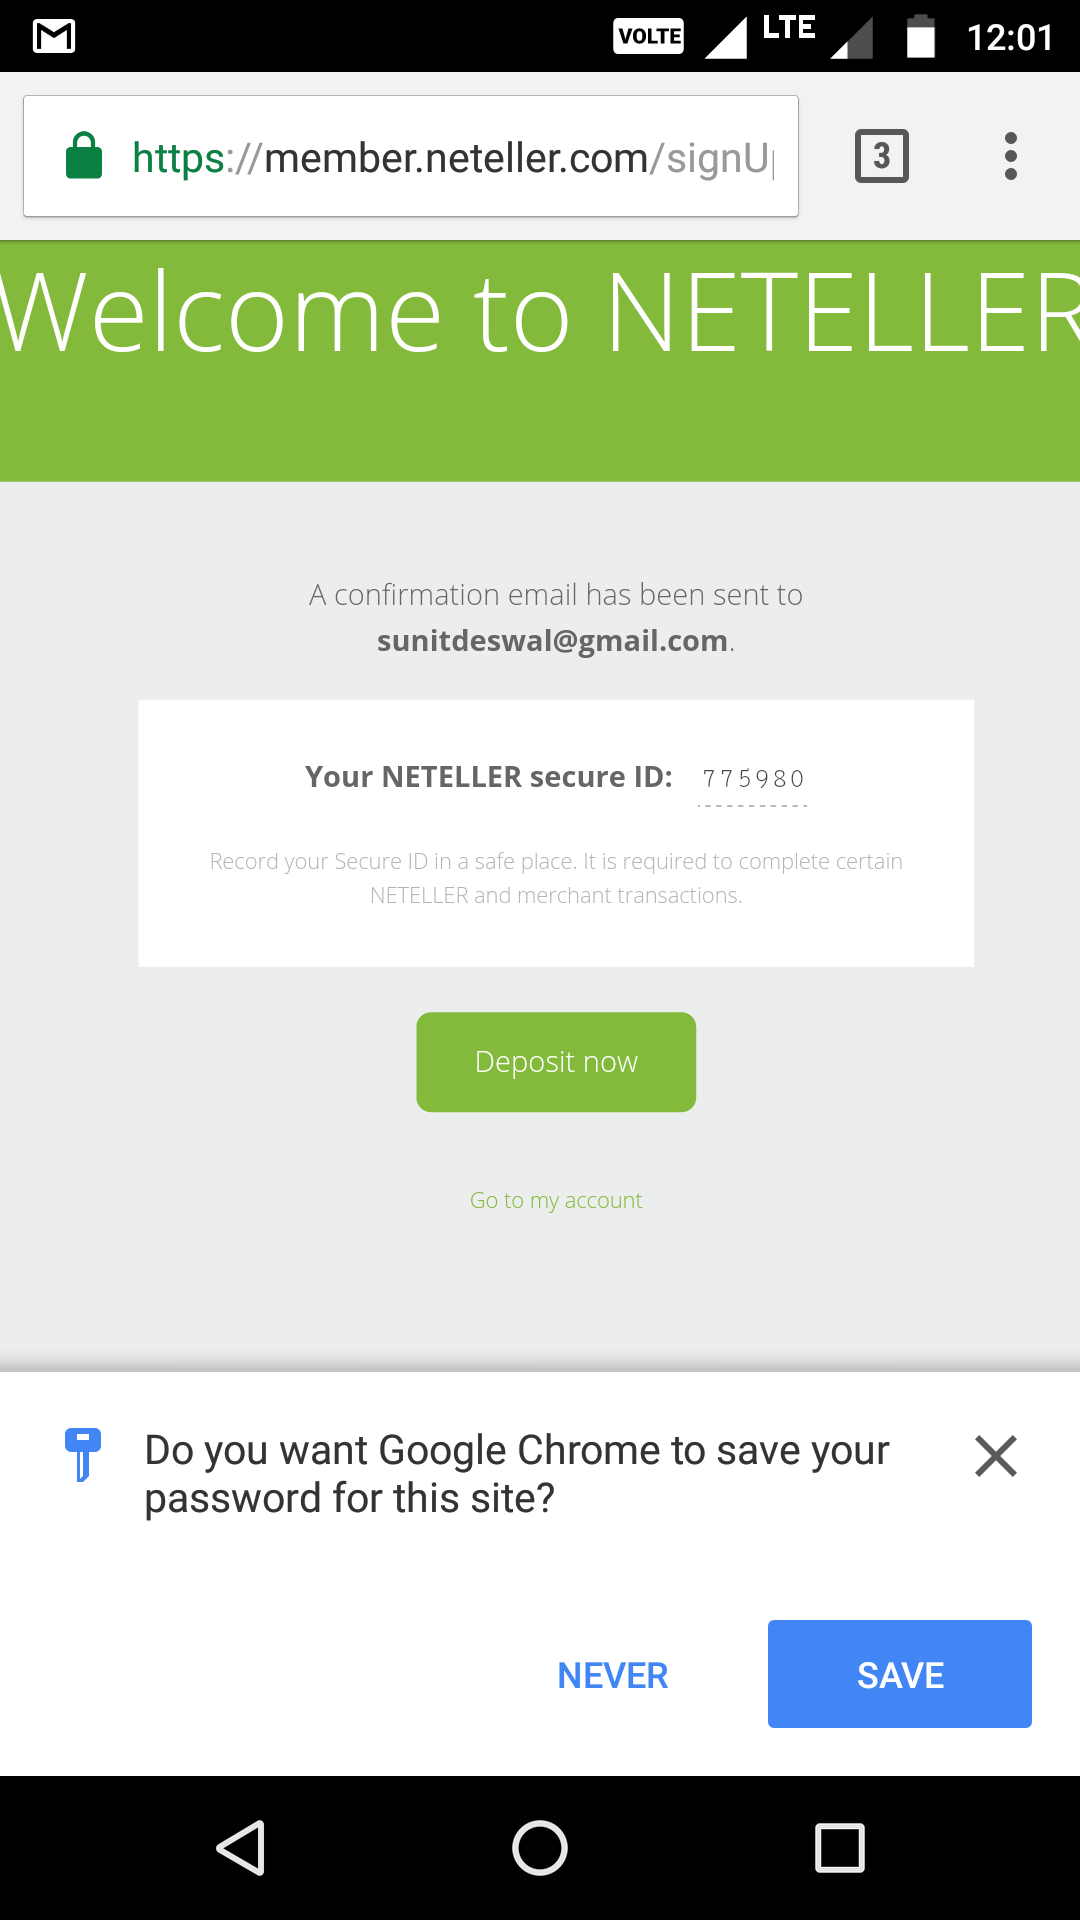 VOLTE LTE 12:01
https://member.neteller.com/signU
3
Welcome to NETELLER
A confirmation email has been sent to
sunitdeswal@gmail.com.
Your NETELLER secure ID: 775980
Record your Secure ID in a safe place. It is required to complete certain
NETELLER and merchant transactions.
Deposit now
Go to my account
Do you want Google Chrome to save your
password for this site?
NEVER SAVE